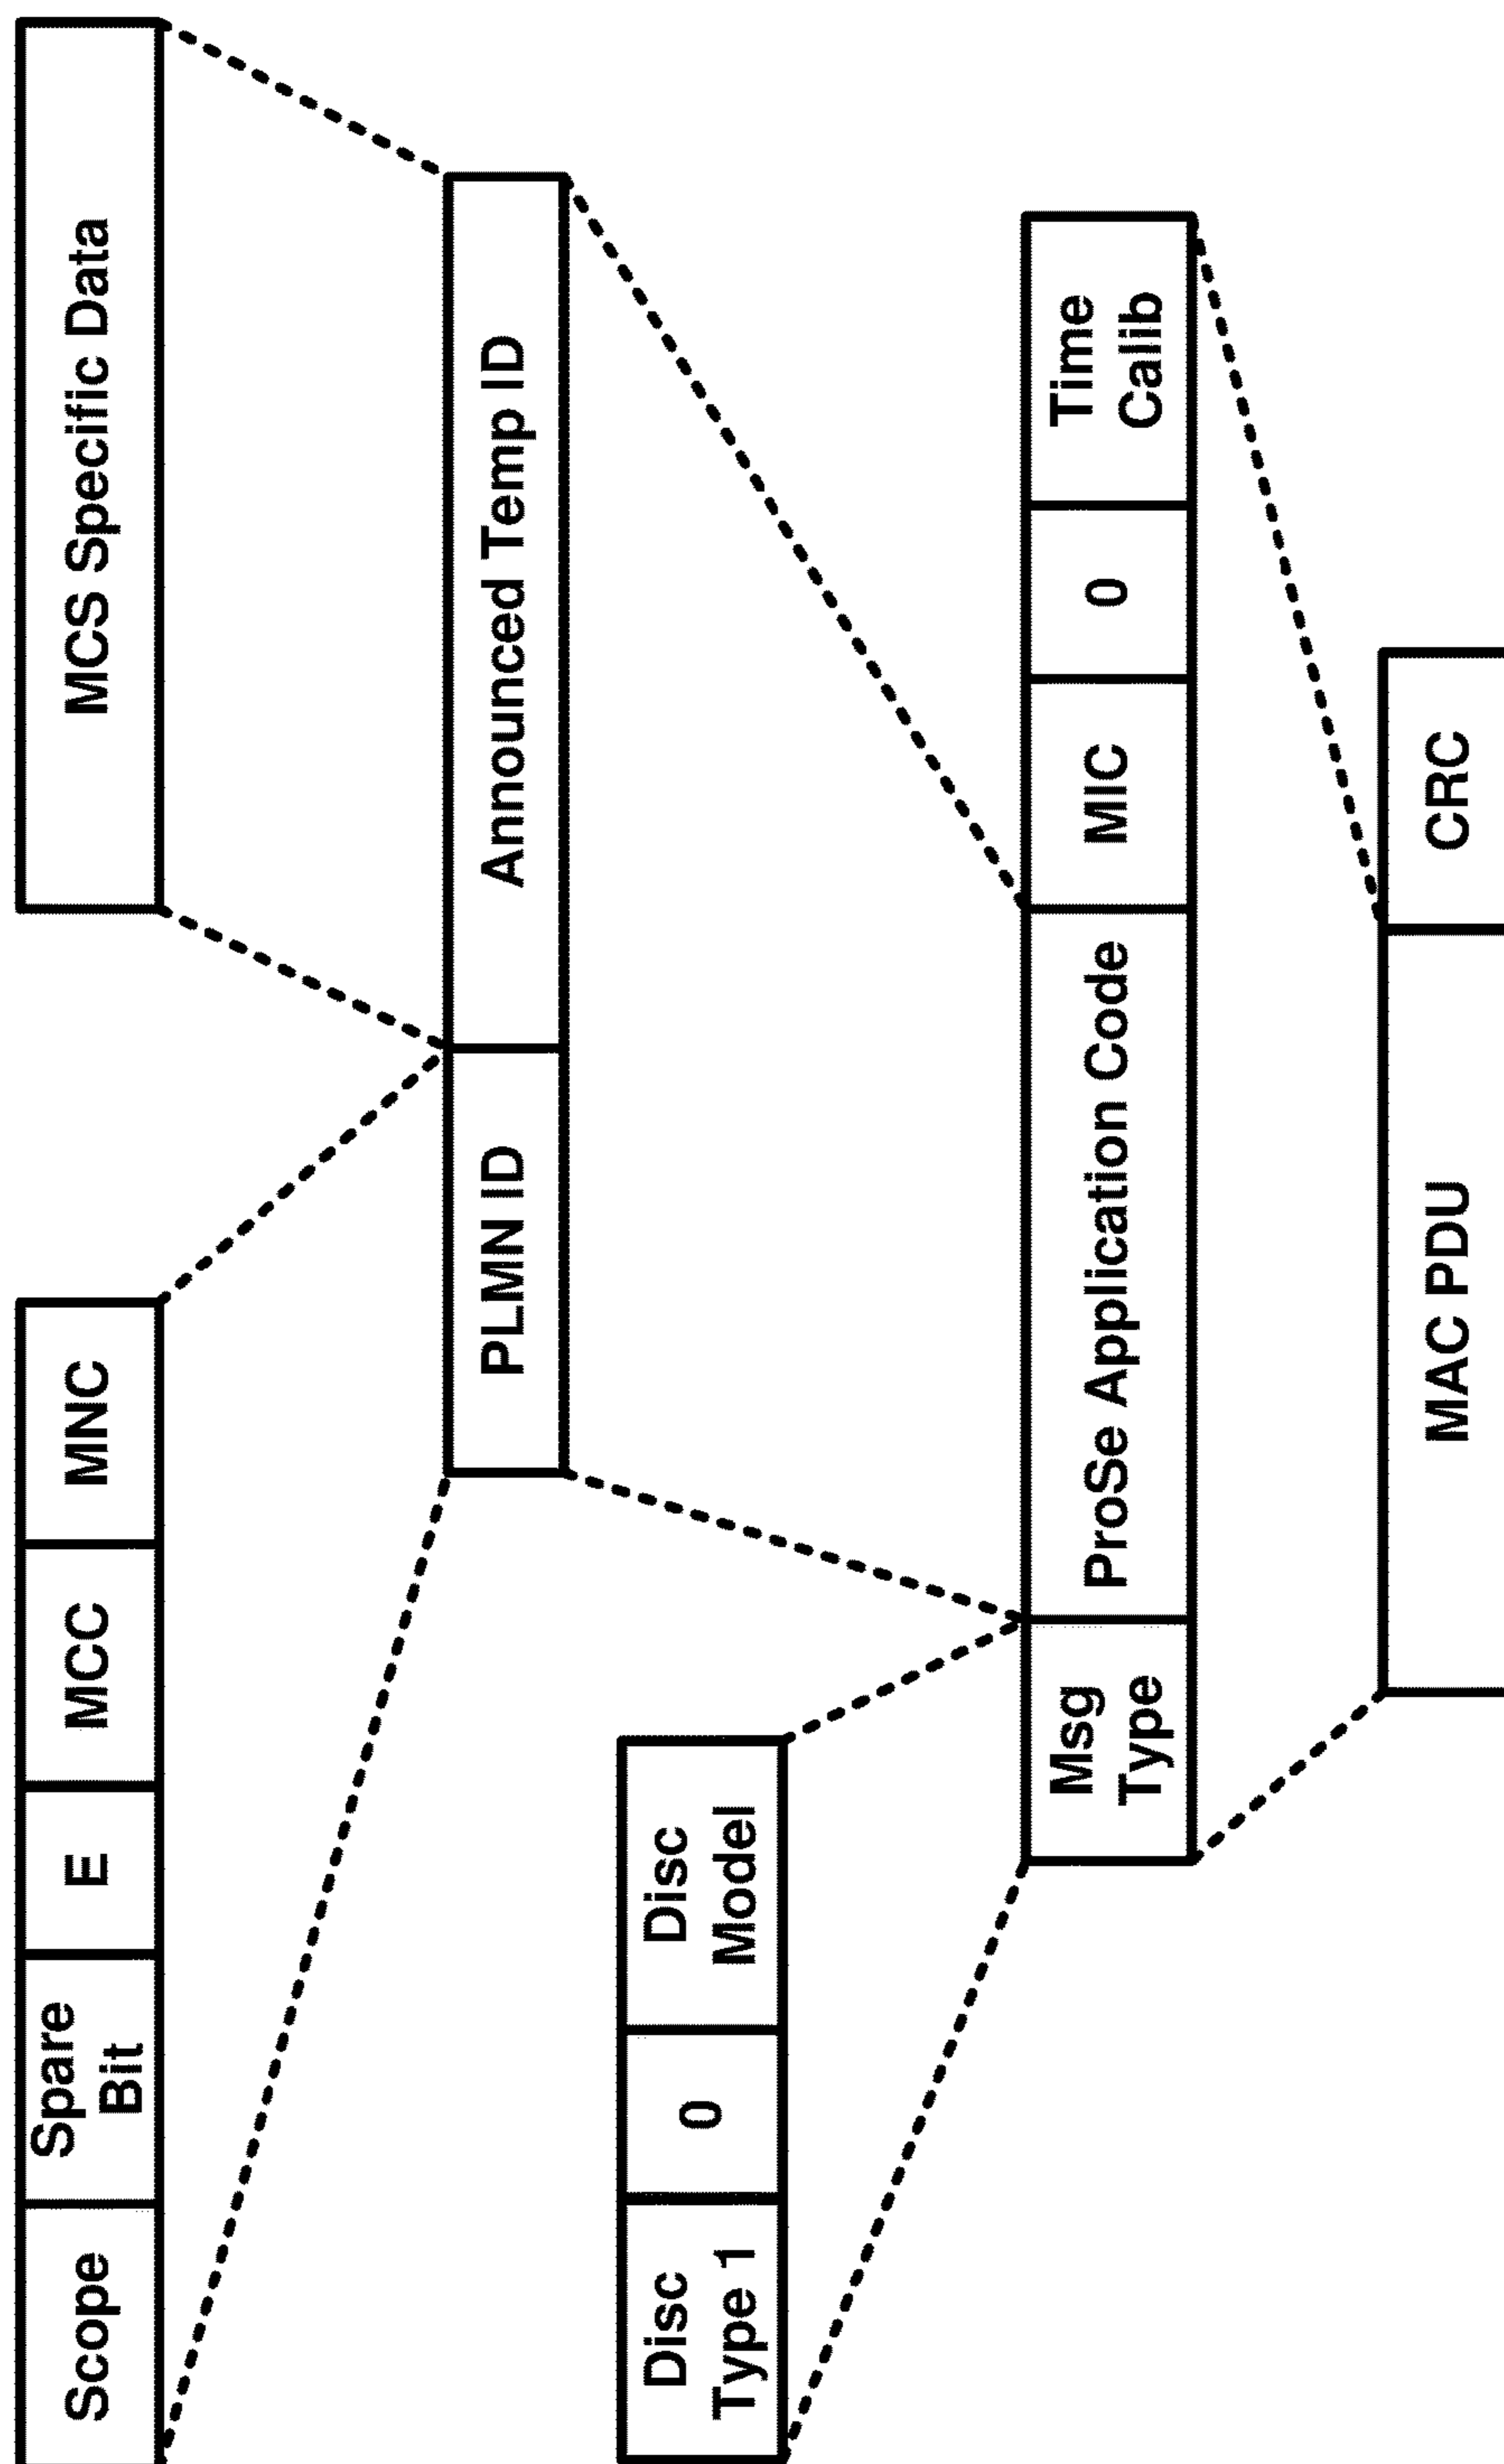 Scope
Spare
Bit
E
MCC
MNC
MCS Specific Data
PLMN ID
Announced Temp ID
Disc
Type 1
0
Disc
Model
Msg
Type
ProSe Application Code
MIC
0
Time
Calib
MAC PDU
CRC